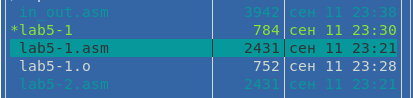 in_out.asm 3942 сен 11 23:38
*lab5-1 784 сен 11 23:30
lab5-1.asm 2431 сен 11 23:21
lab5-1.o 752 сен 11 23:28
lab5-2.asm 2431 сен 11 23:21